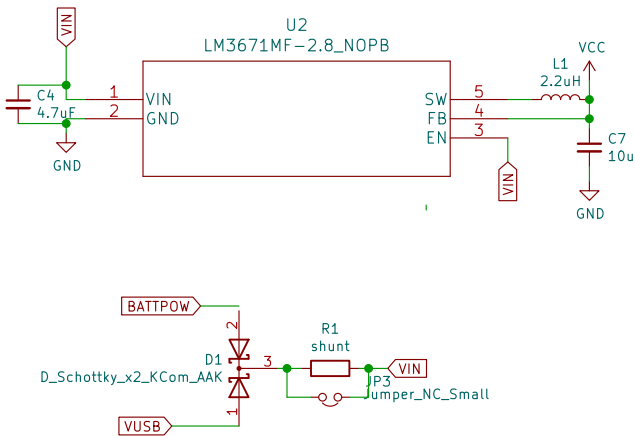 VIN
U2
LM3671MF-2.8_NOPB
VCC
L1
2.2uH
C4
4.7uF
1
VIN
2
GND
SW
5
FB
4
EN
3
C7
10u
GND
VIN
GND
BATTPOW
2
R1
shunt
D1
D_Schottky_x2_KCom_AAK
3
VIN
JP3
Jumper_NC_Small
1
VUSB